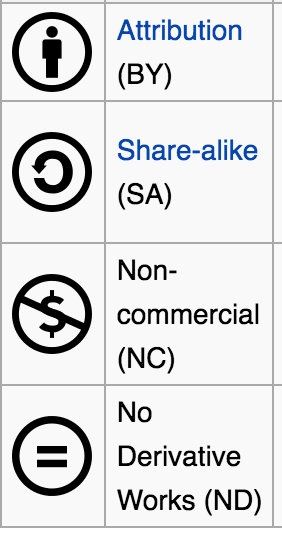 Attribution
(BY)
Share-alike
(SA)
Non-
commercial
(NC)
No
Derivative
Works (ND)